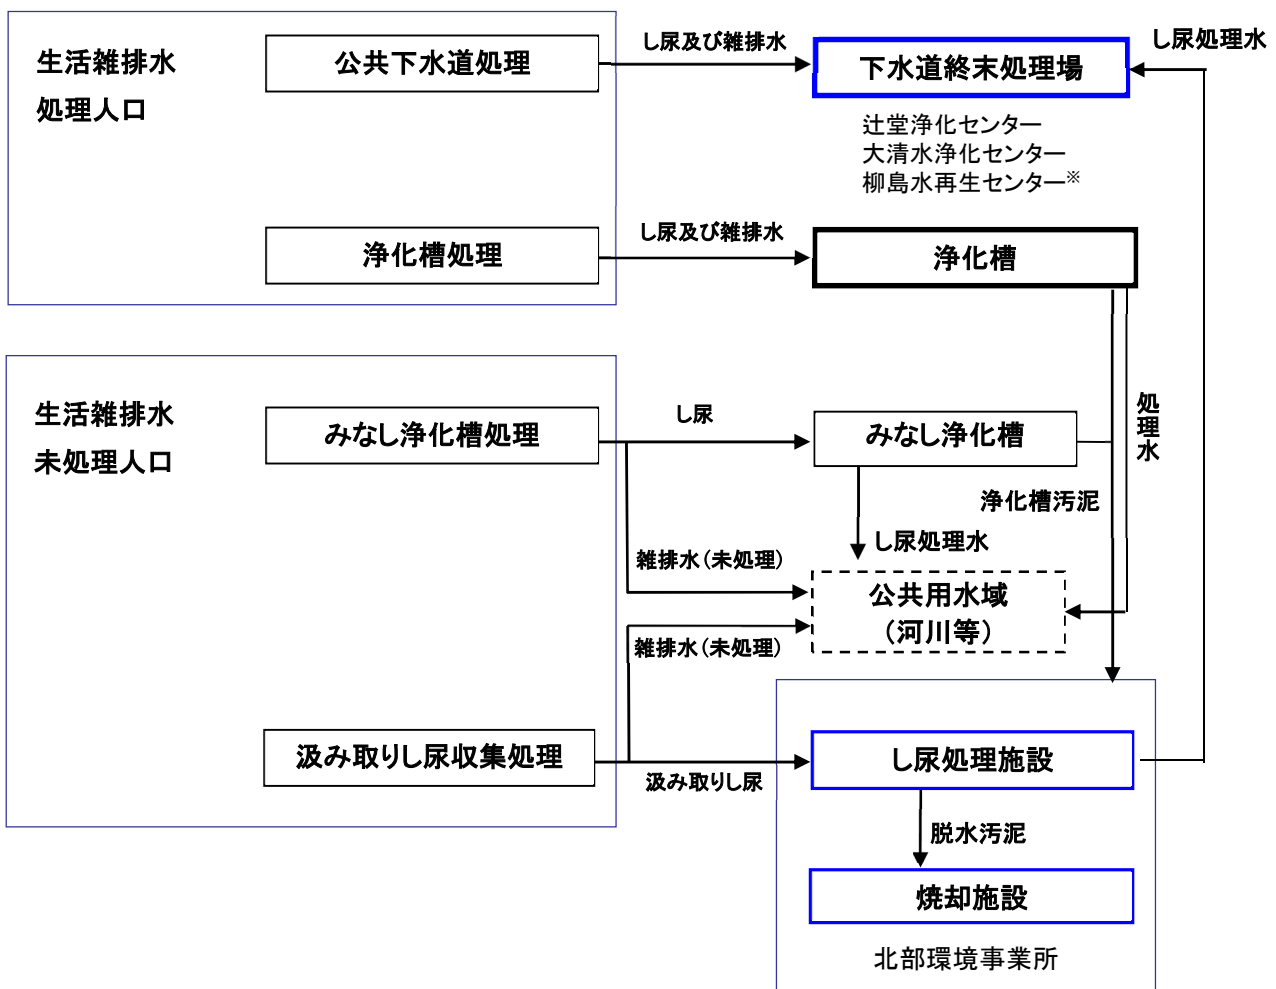 生活雑排水
処理人口
公共下水道処理
し尿及び雑排水
下水道終末処理場
し尿処理水
辻堂浄化センター
大清水浄化センター
柳島水再生センター※
浄化槽処理
し尿及び雑排水
浄化槽
生活雑排水
未処理人口
みなし浄化槽処理
し尿
みなし浄化槽
処理水
浄化槽汚泥
し尿処理水
雑排水（未処理）
公共用水域
（河川等）
雑排水（未処理）
汲み取りし尿収集処理
汲み取りし尿
し尿処理施設
脱水汚泥
焼却施設
北部環境事業所